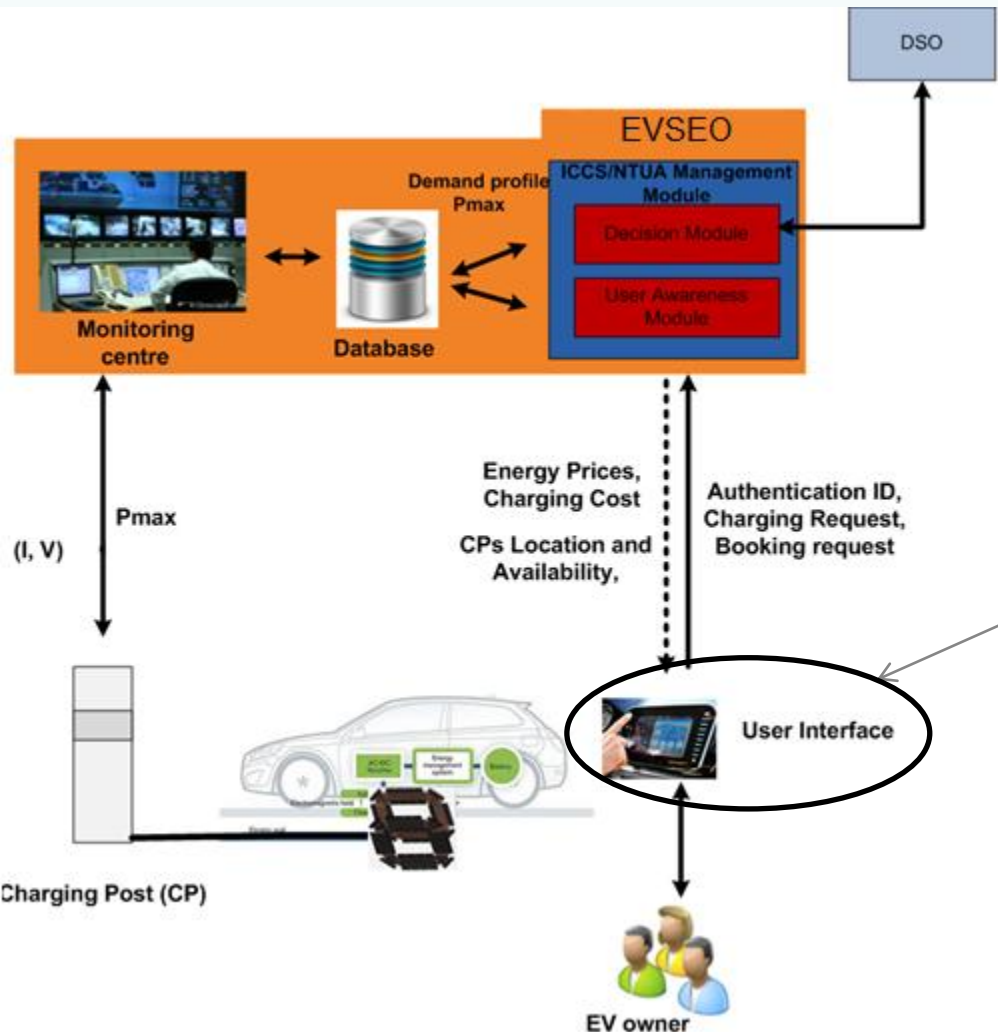 DSO
EVSEO
ICCS/NTUA Management
Module
Demand profile
Pmax
Decision Module
User Awareness
Module
Monitoring
centre
Database
Energy Prices,
Charging Cost
CPs Location and
Availability,
Authentication ID,
Charging Request,
Booking request
Pmax
(I, V)
User Interface
AC/DC
Energy
management
system
Battery
Charging Post (CP)
EV owner